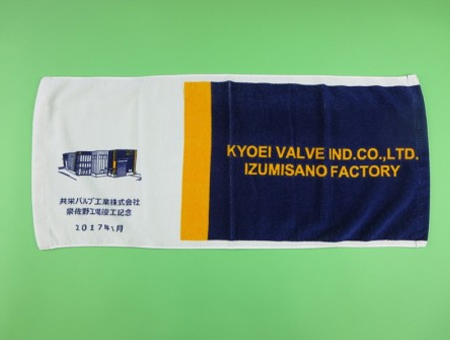 共栄バルブ工業株式会社
泉佐野工場竣工記念
2017年1月
KYOEI VALVE IND.CO.,LTD.
IZUMISANO FACTORY